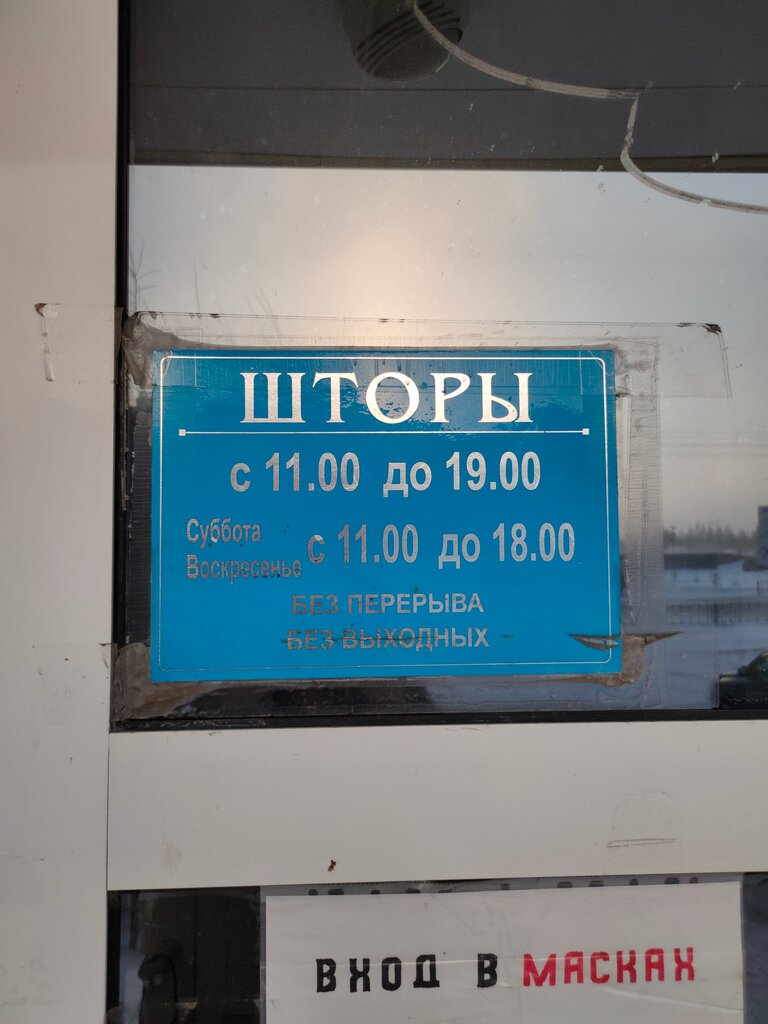 ШТОРЫ
с 11.00 до 19.00
Суббота
Воскресенье
с 11.00 до 18.00
БЕЗ ПЕРЕРЫВА
БЕЗ ВЫХОДНЫХ
ВХОД В МАСКАХ